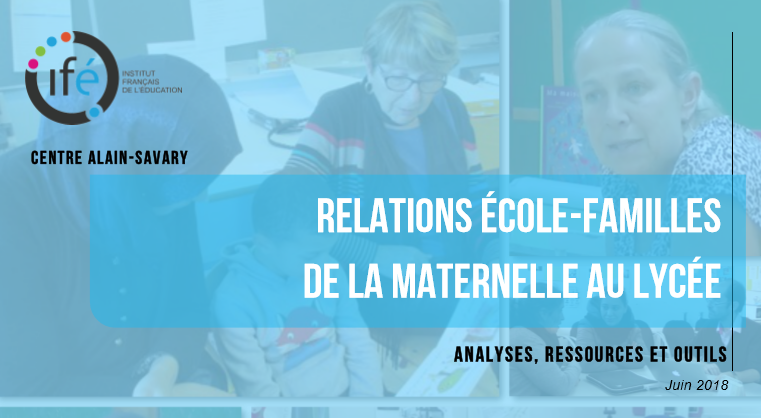 ifé
INSTITUT
FRANÇAIS
DE L'ÉDUCATION
CENTRE ALAIN-SAVARY
RELATIONS ÉCOLE-FAMILLES
DE LA MATERNELLE AU LYCÉE
ANALYSES, RESSOURCES ET OUTILS
Juin 2018